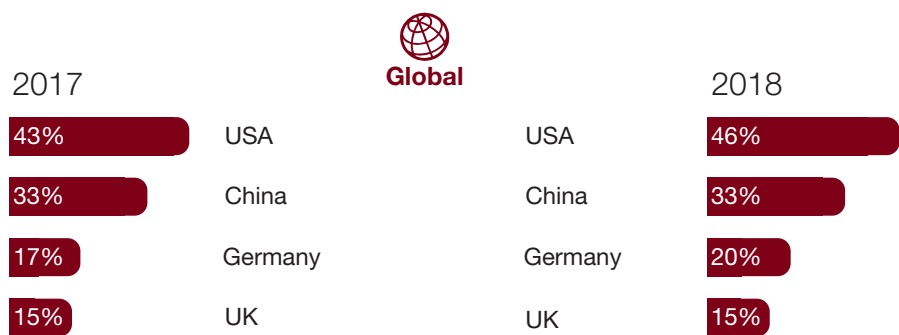 Global
2017
43% USA
33% China
17% Germany
15% UK
2018
USA 46%
China 33%
Germany 20%
UK 15%